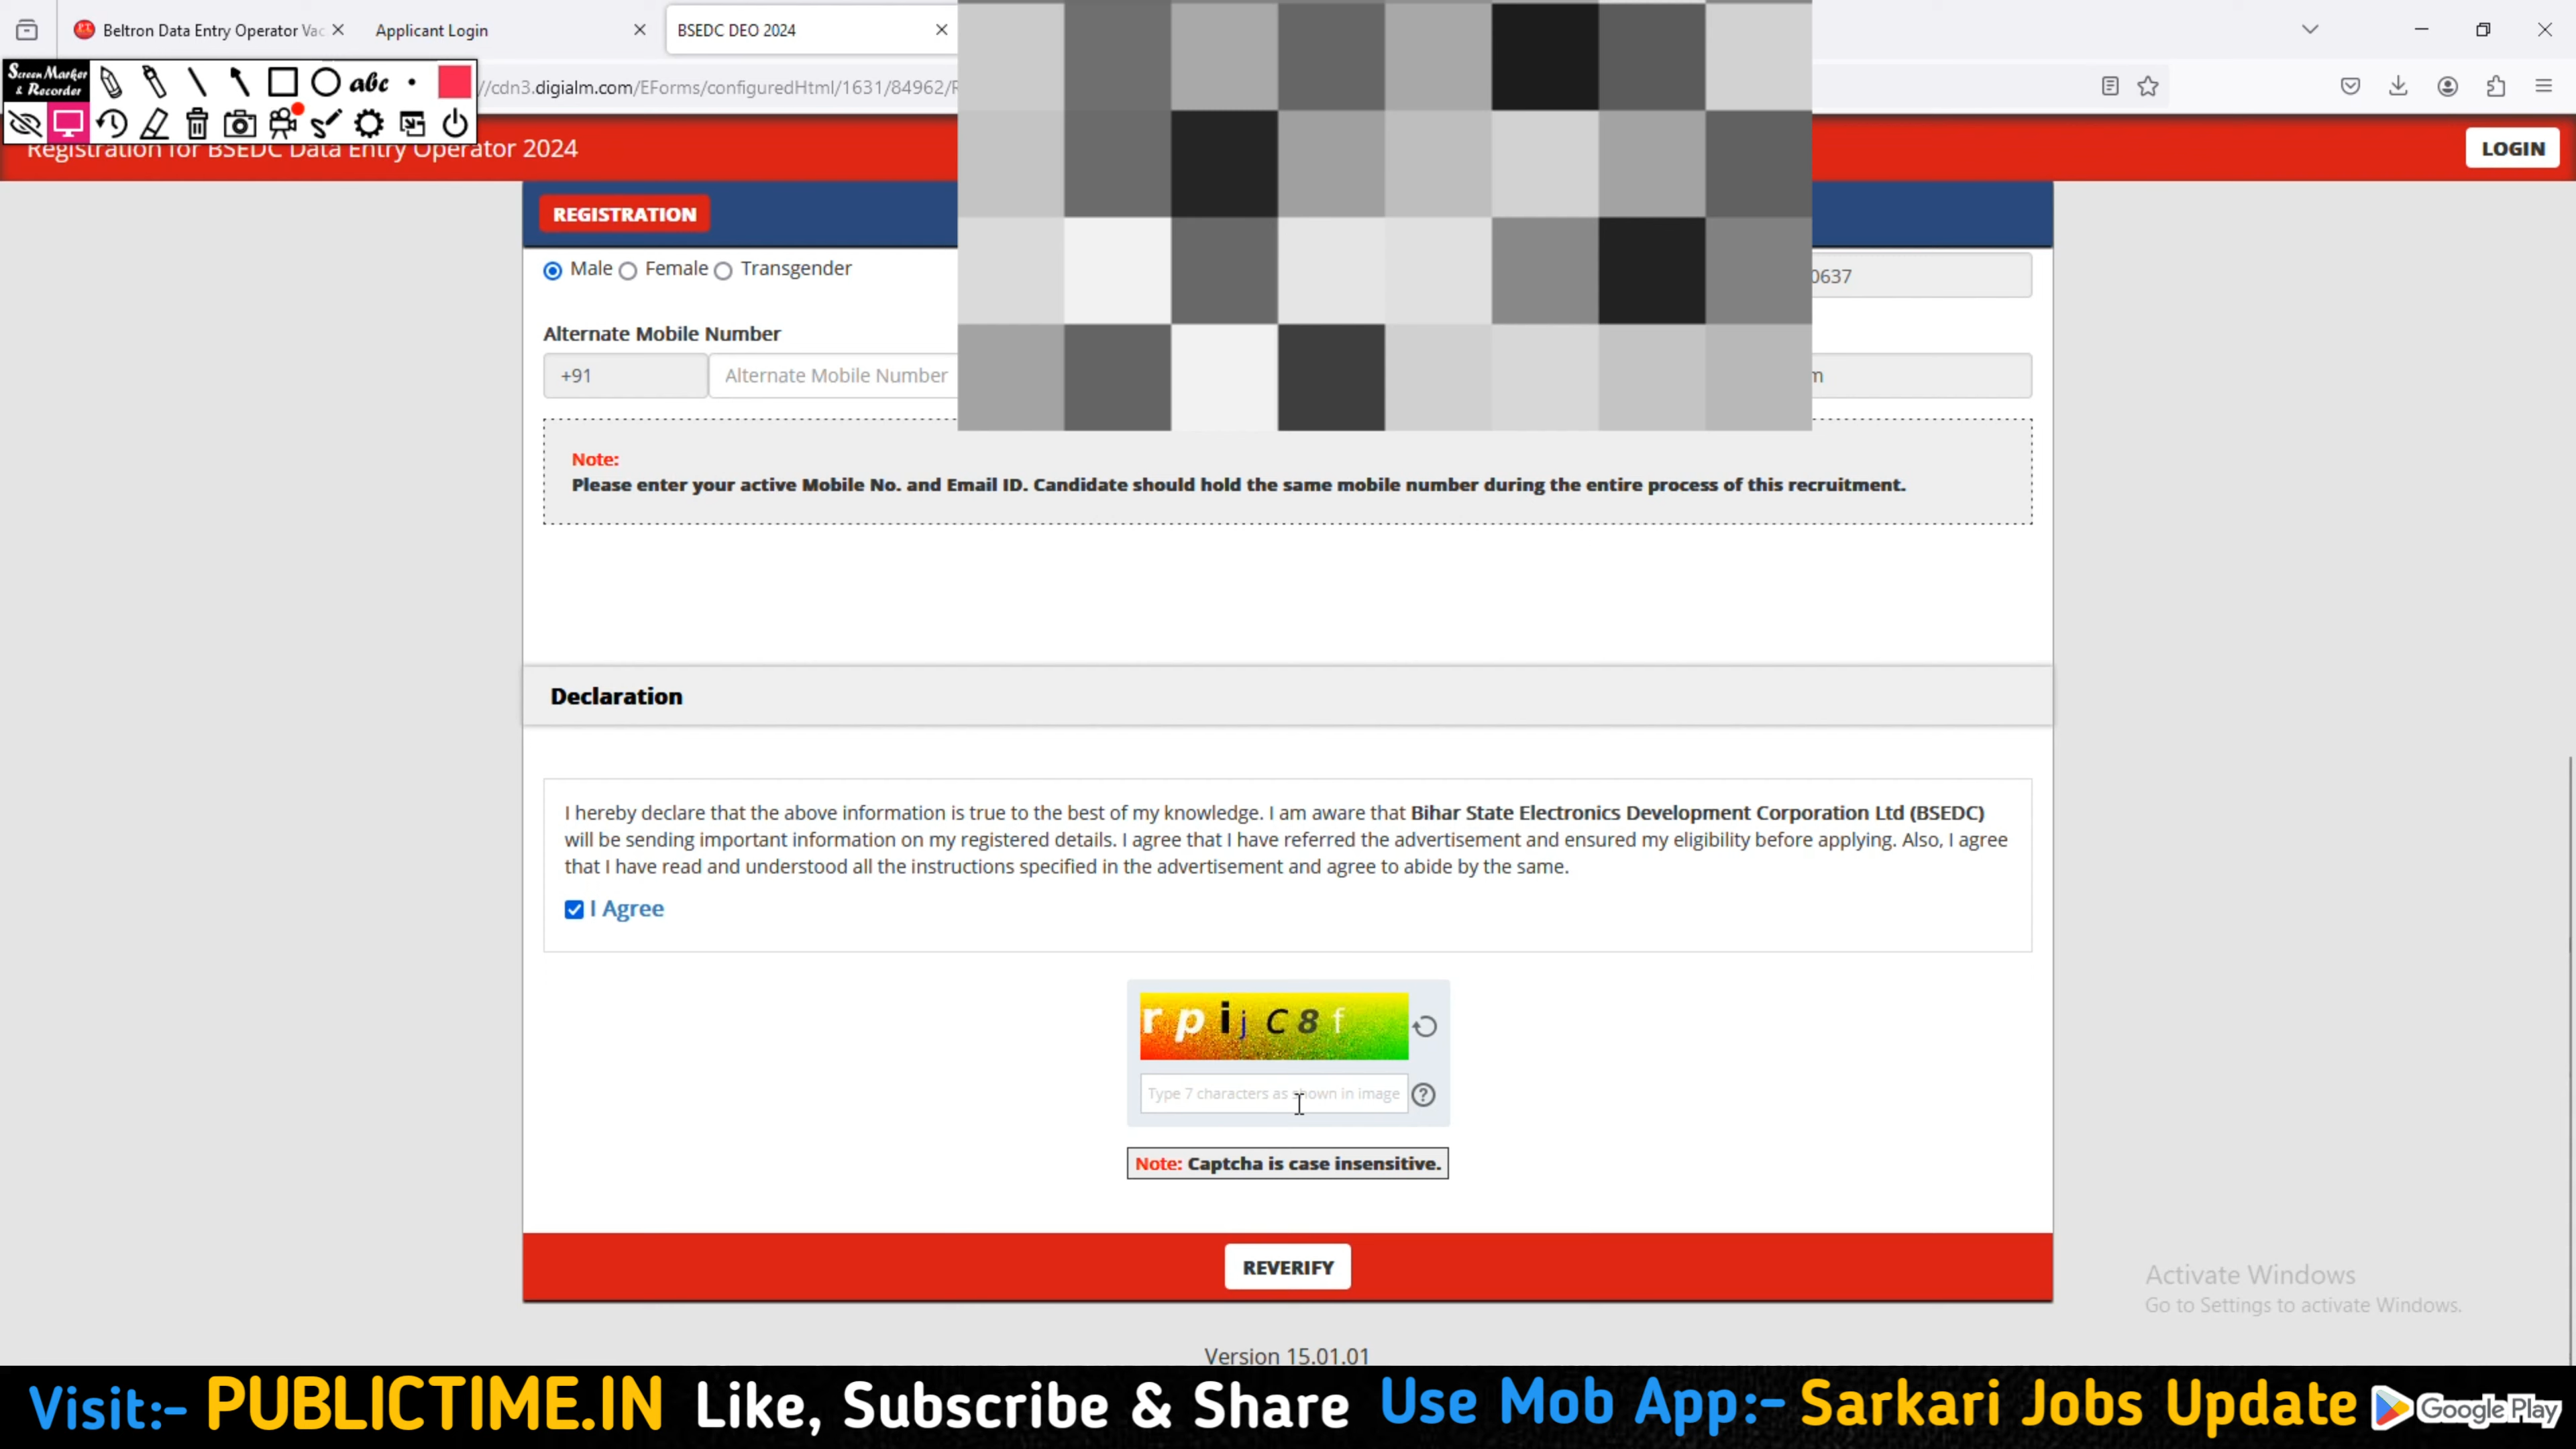 Beltron Data Entry Operator Vac
Applicant Login
BSEDC DEO 2024
Screen Marker
& Recorder
abc
//cdn3.digialm.com/EForms/configuredHtml/1631/84962/
Registration for BSEDC Data Entry Operator 2024
LOGIN
REGISTRATION
Male Female Transgender
0637
Alternate Mobile Number
+91 Alternate Mobile Number
m
Note:
Please enter your active Mobile No. and Email ID. Candidate should hold the same mobile number during the entire process of this recruitment.
Declaration
I hereby declare that the above information is true to the best of my knowledge. I am aware that Bihar State Electronics Development Corporation Ltd (BSEDC)
will be sending important information on my registered details. I agree that I have referred the advertisement and ensured my eligibility before applying. Also, I agree
that I have read and understood all the instructions specified in the advertisement and agree to abide by the same.
I Agree
r p i j C 8 f
Type 7 characters as shown in image
Note: Captcha is case insensitive.
REVERIFY
Activate Windows
Go to Settings to activate Windows.
Version 15.01.01
Visit:- PUBLICTIME.IN Like, Subscribe & Share Use Mob App:- Sarkari Jobs Update Google Play